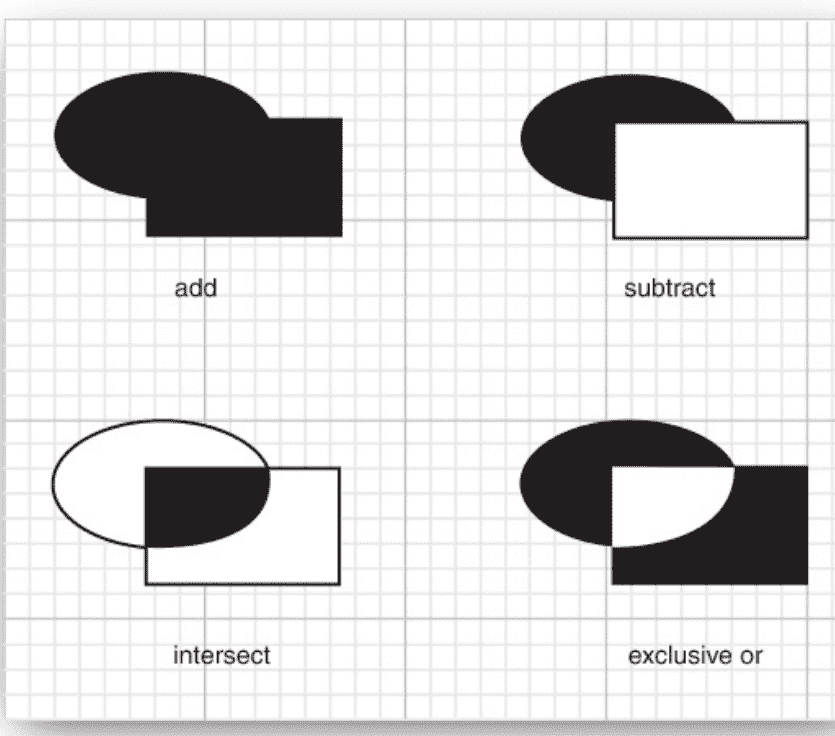 add
subtract
intersect
exclusive or